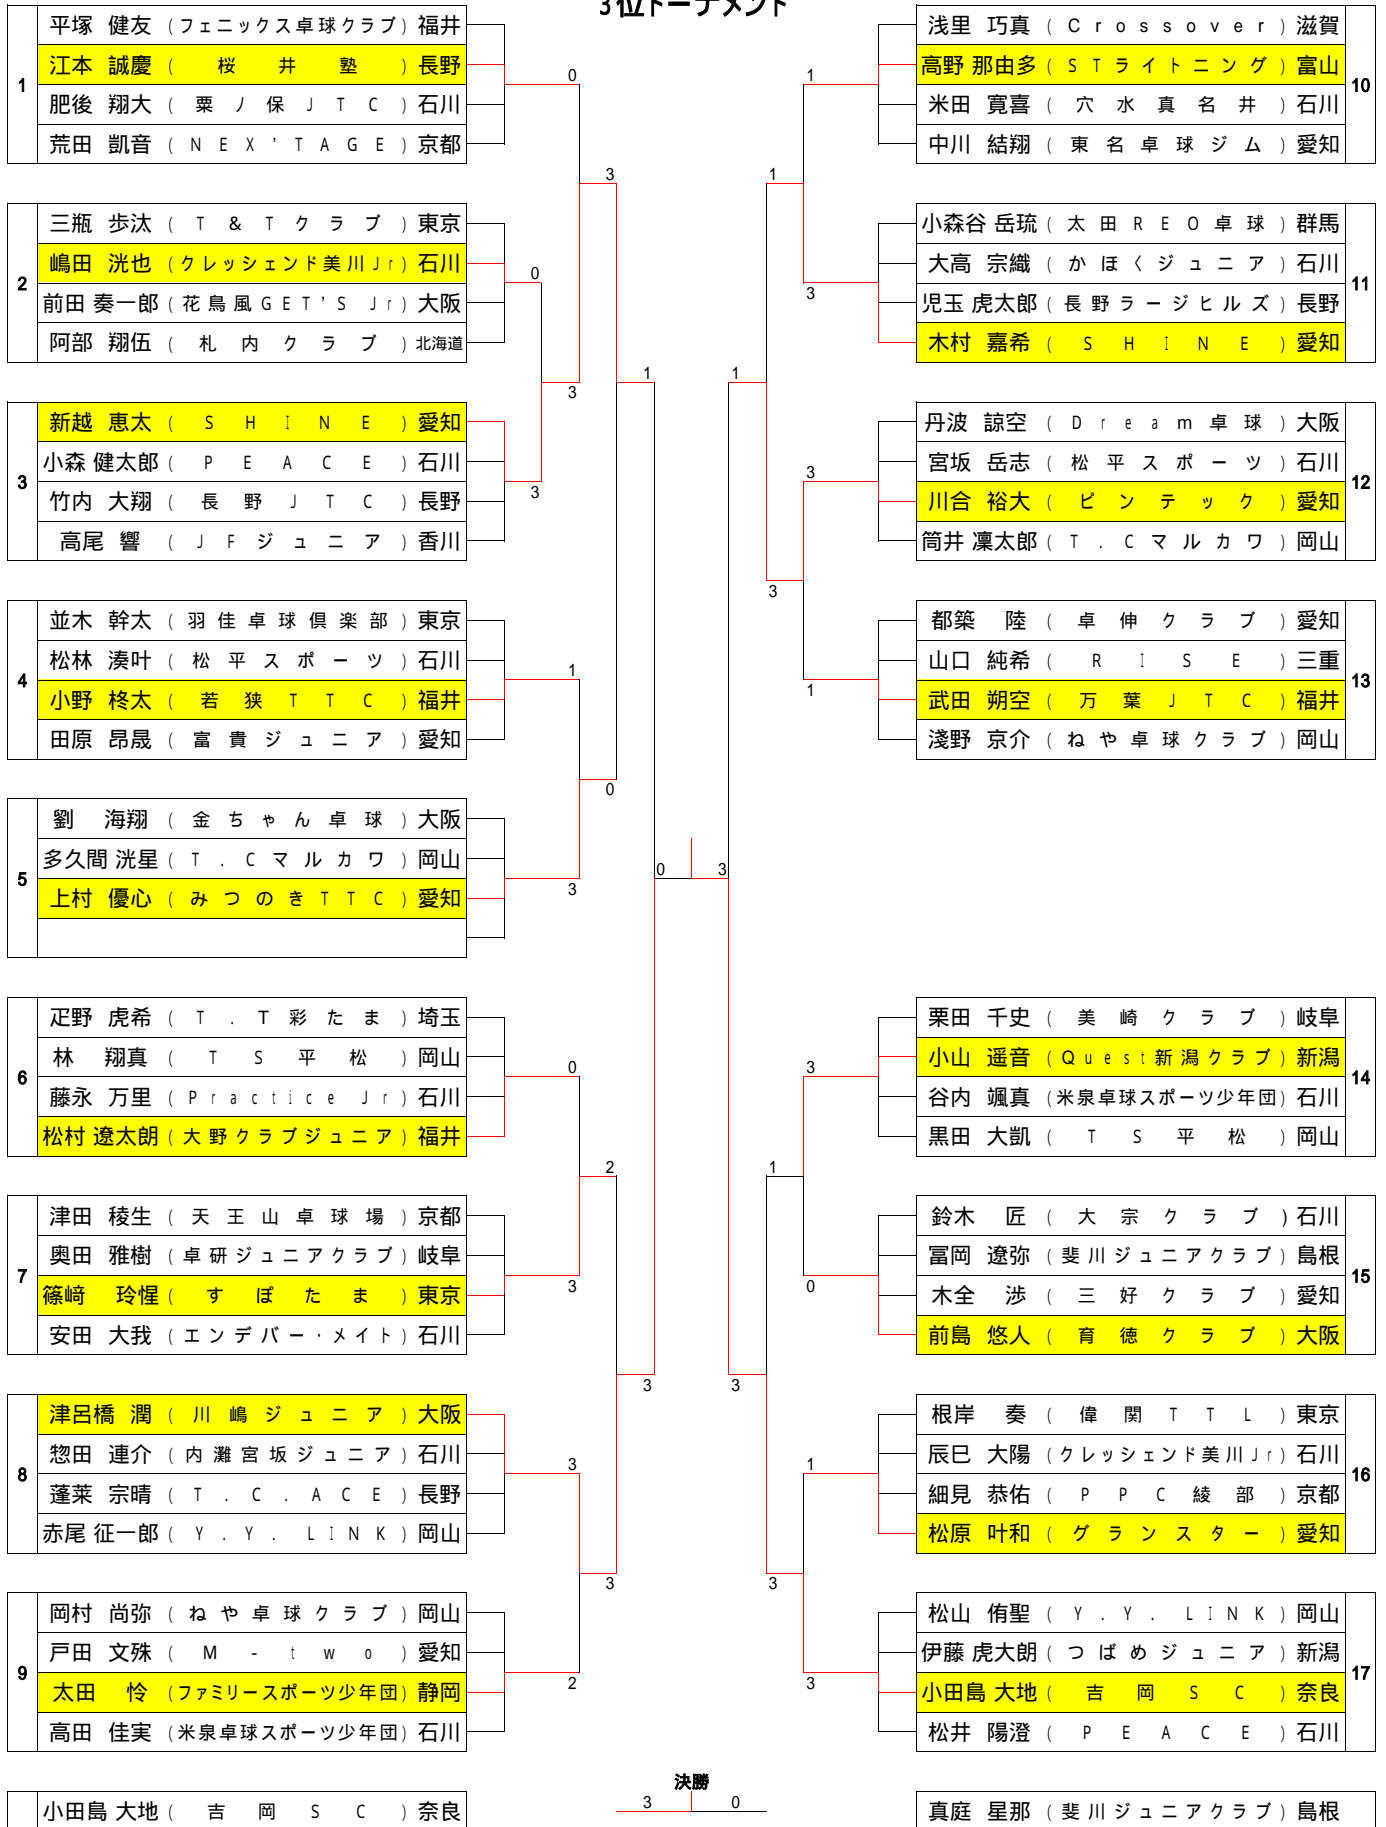 3位トーナメント
1
平塚 健友 (フェニックス卓球クラブ) 福井
江本 誠慶 (桜井塾) 長野
肥後 翔大 (粟ノ保JTC) 石川
荒田 凱音 (NEX'TAGE) 京都
2
三瓶 歩汰 (T&Tクラブ) 東京
嶋田 洸也 (クレッシェンド美川Jr) 石川
前田 奏一郎 (花鳥風GET'S Jr) 大阪
阿部 翔伍 (札内クラブ) 北海道
3
新越 恵太 (SHINE) 愛知
小森 健太郎 (PEACE) 石川
竹内 大翔 (長野JTC) 長野
高尾 響 (JFジュニア) 香川
4
並木 幹太 (羽佳卓球倶楽部) 東京
松林 湊叶 (松平スポーツ) 石川
小野 柊太 (若狭TTC) 福井
田原 昂晟 (富貴ジュニア) 愛知
5
劉 海翔 (金ちゃん卓球) 大阪
多久間 洸星 (T.Cマルカワ) 岡山
上村 優心 (みつのきTTC) 愛知
6
疋野 虎希 (T.T彩たま) 埼玉
林 翔真 (TS平松) 岡山
藤永 万里 (Practice Jr) 石川
松村 遼太朗 (大野クラブジュニア) 福井
7
津田 稜生 (天王山卓球場) 京都
奥田 雅樹 (卓研ジュニアクラブ) 岐阜
篠﨑 玲惺 (すぽたま) 東京
安田 大我 (エンデバー・メイト) 石川
8
津呂橋 潤 (川嶋ジュニア) 大阪
惣田 連介 (内灘宮坂ジュニア) 石川
蓬莱 宗晴 (T.C.ACE) 長野
赤尾 征一郎 (Y.Y.LINK) 岡山
9
岡村 尚弥 (ねや卓球クラブ) 岡山
戸田 文殊 (M-two) 愛知
太田 怜 (ファミリースポーツ少年団) 静岡
高田 佳実 (米泉卓球スポーツ少年団) 石川
0
3
0
3
3
1
1
0
3
0
0
2
3
3
3
3
2
浅里 巧真 (Crossover) 滋賀
高野 那由多 (STライトニング) 富山
米田 寛喜 (穴水真名井) 石川
中川 結翔 (東名卓球ジム) 愛知
10
小森谷 岳琉 (太田REO卓球) 群馬
大高 宗織 (かほくジュニア) 石川
児玉 虎太郎 (長野ラージヒルズ) 長野
木村 嘉希 (SHINE) 愛知
11
丹波 諒空 (Dream卓球) 大阪
宮坂 岳志 (松平スポーツ) 石川
川合 裕大 (ピンテック) 愛知
筒井 凜太郎 (T.Cマルカワ) 岡山
12
都築 陸 (卓伸クラブ) 愛知
山口 純希 (RISE) 三重
武田 朔空 (万葉JTC) 福井
淺野 京介 (ねや卓球クラブ) 岡山
13
栗田 千史 (美崎クラブ) 岐阜
小山 遥音 (Quest新潟クラブ) 新潟
谷内 颯真 (米泉卓球スポーツ少年団) 石川
黒田 大凱 (TS平松) 岡山
14
鈴木 匠 (大宗クラブ) 石川
冨岡 遼弥 (斐川ジュニアクラブ) 島根
木全 渉 (三好クラブ) 愛知
前島 悠人 (育徳クラブ) 大阪
15
根岸 奏 (偉関TTL) 東京
辰巳 大陽 (クレッシェンド美川Jr) 石川
細見 恭佑 (PPC綾部) 京都
松原 叶和 (グランスター) 愛知
16
松山 侑聖 (Y.Y.LINK) 岡山
伊藤 虎大朗 (つばめジュニア) 新潟
小田島 大地 (吉岡SC) 奈良
松井 陽澄 (PEACE) 石川
17
1
1
3
1
3
3
1
3
3
1
0
3
1
3
3
決勝
小田島 大地 (吉岡SC) 奈良
3
0
真庭 星那 (斐川ジュニアクラブ) 島根